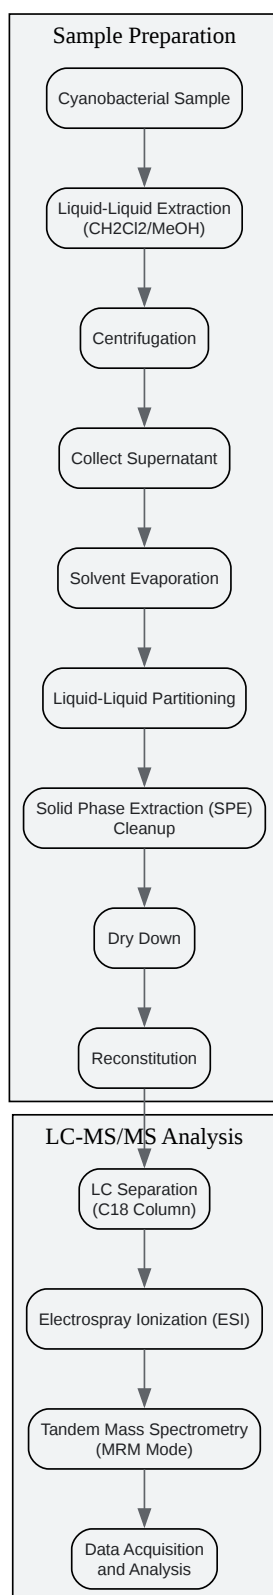 Sample Preparation
Cyanobacterial Sample
Liquid-Liquid Extraction
(CH2Cl2/MeOH)
Centrifugation
Collect Supernatant
Solvent Evaporation
Liquid-Liquid Partitioning
Solid Phase Extraction (SPE)
Cleanup
Dry Down
Reconstitution
LC-MS/MS Analysis
LC Separation
(C18 Column)
Electrospray Ionization (ESI)
Tandem Mass Spectrometry
(MRM Mode)
Data Acquisition
and Analysis